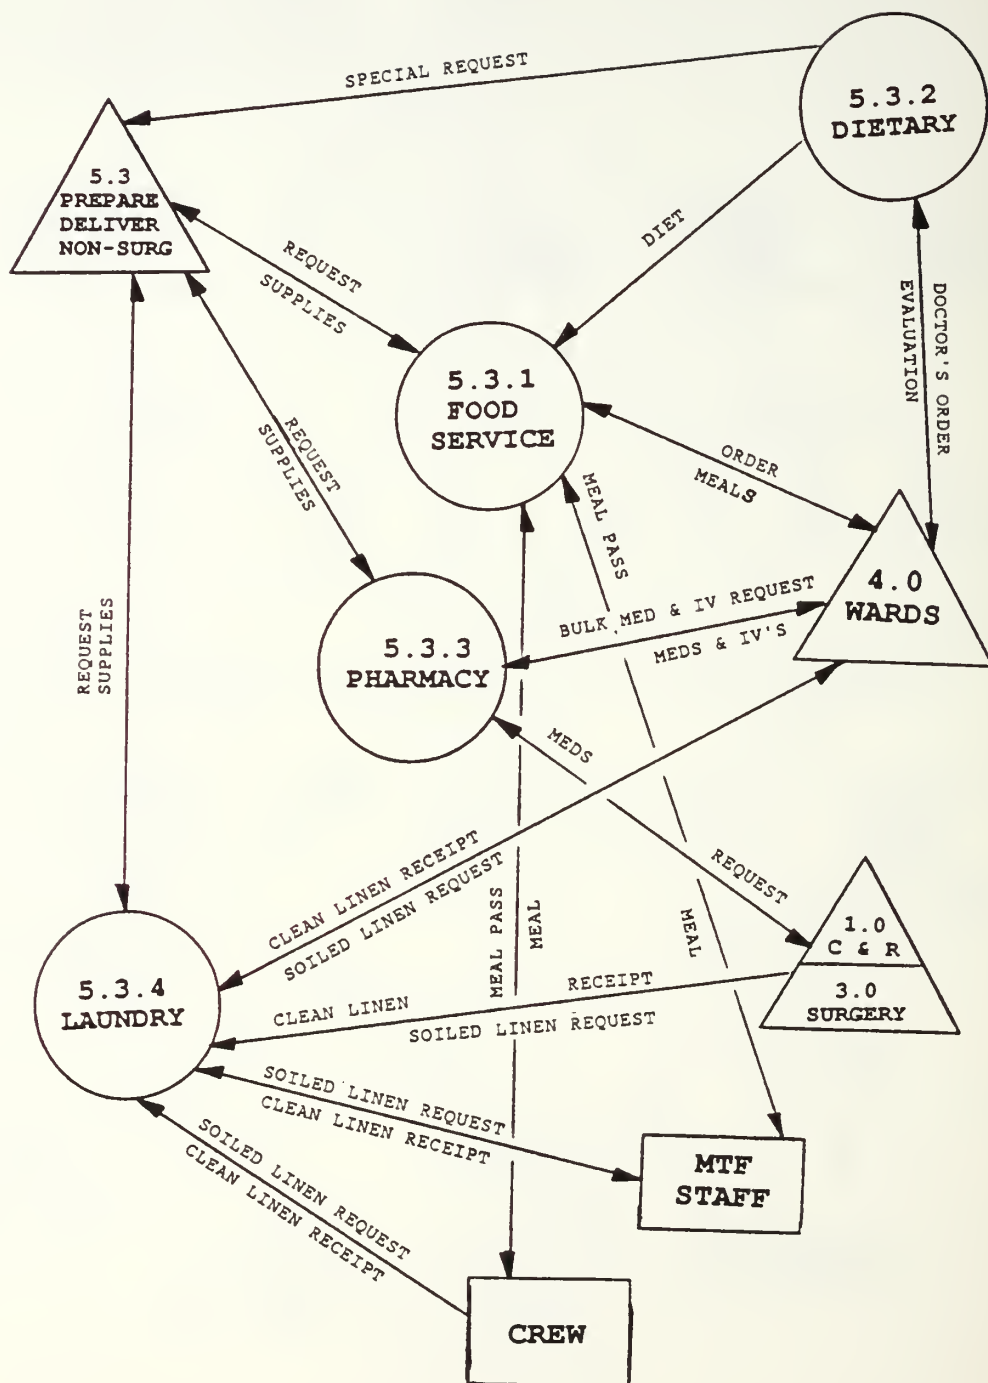 SPECIAL REQUEST
5.3.2
DIETARY
5.3
PREPARE
DELIVER
NON-SURG
DIET
REQUEST
SUPPLIES
DOCTOR'S ORDER
EVALUATION
5.3.1
FOOD
SERVICE
REQUEST
SUPPLIES
ORDER
MEALS
MEAL PASS
4.0
WARDS
BULK MED & IV REQUEST
MEDS & IV'S
5.3.3
PHARMACY
REQUEST
SUPPLIES
MEDS
REQUEST
CLEAN LINEN RECEIPT
SOILED LINEN REQUEST
MEAL PASS
MEAL
MEAL
1.0
C & R
3.0
SURGERY
5.3.4
LAUNDRY
CLEAN LINEN RECEIPT
SOILED LINEN REQUEST
SOILED LINEN REQUEST
CLEAN LINEN RECEIPT
SOILED LINEN REQUEST
CLEAN LINEN RECEIPT
MTF
STAFF
CREW